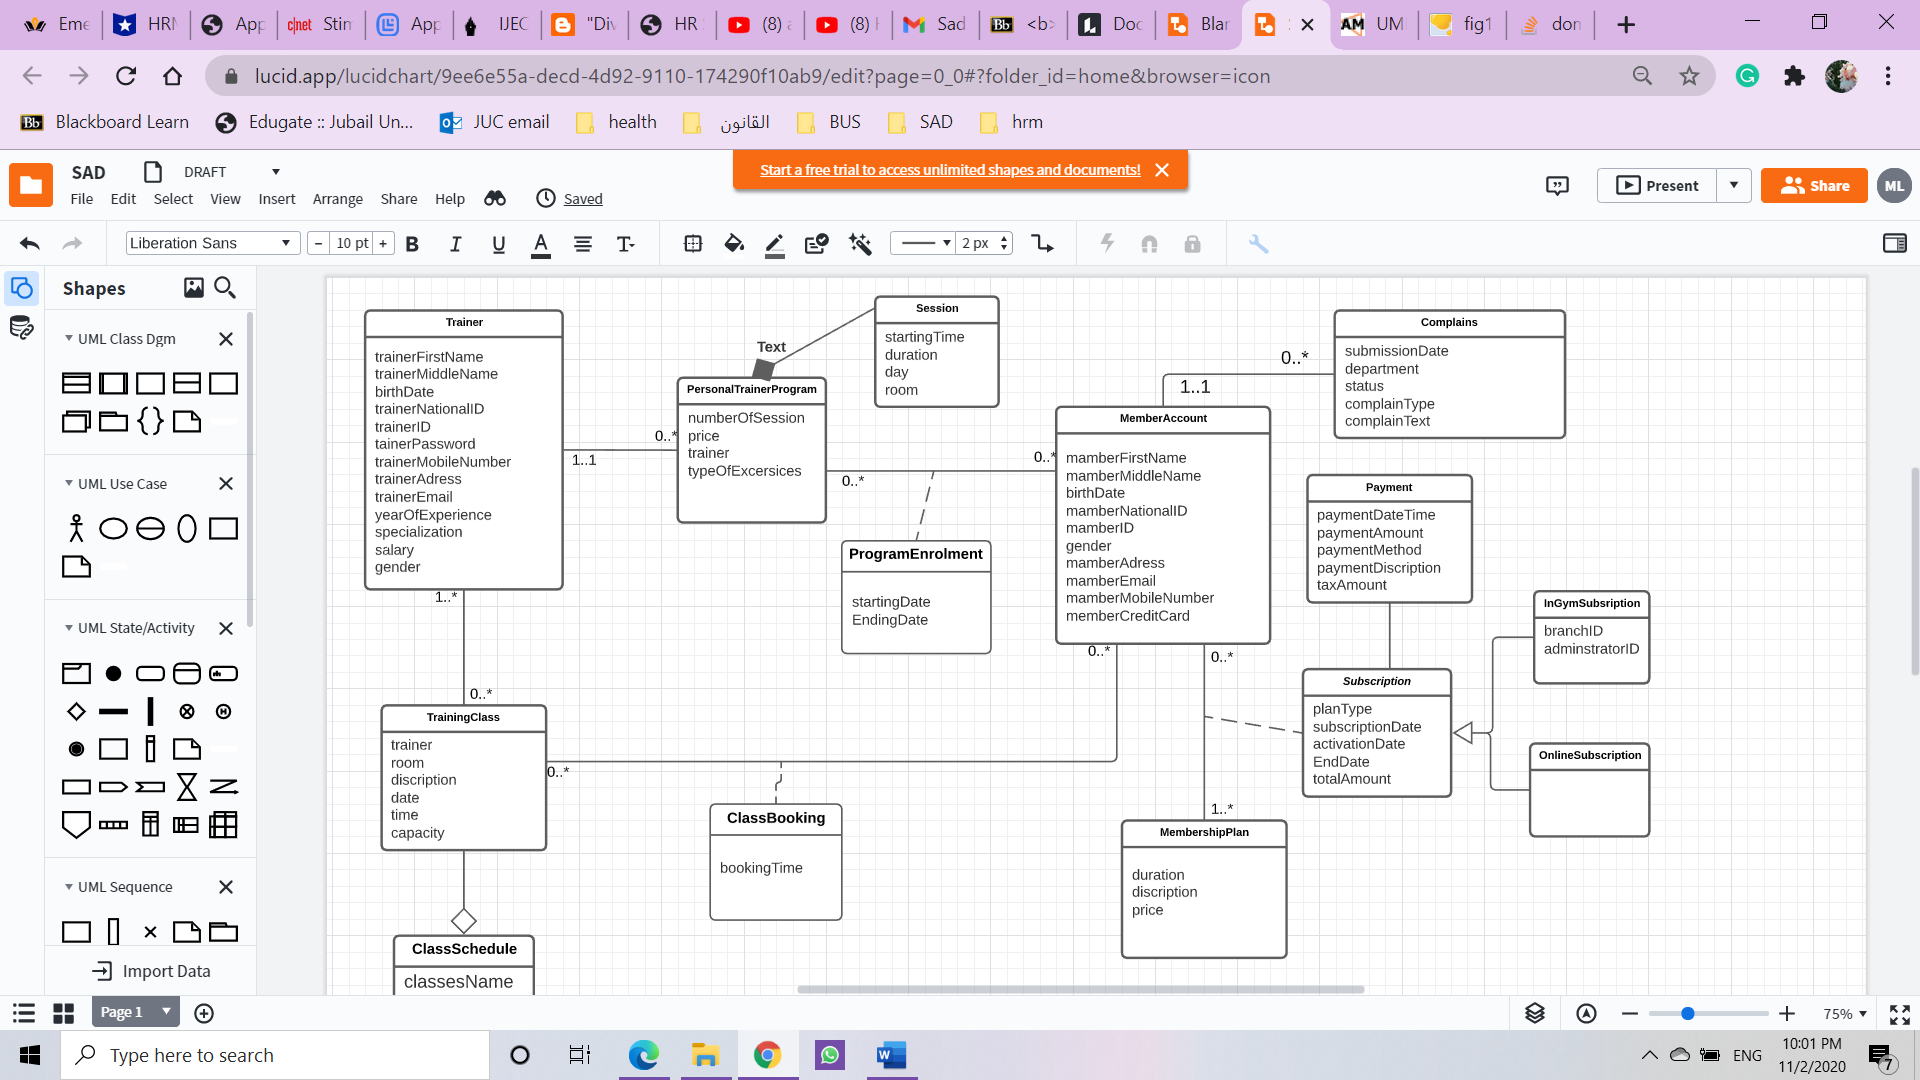 Eme
HRM
App
Stim
App
IJEC
"Div
HR
(8)
(8)
Sad
<b>
Doc
Blan
UM
fig1
don
lucid.app/lucidchart/9ee6e55a-decd-4d92-9110-174290f10ab9/edit?page=0_0#?folder_id=home&browser=icon
Blackboard Learn
Edugate :: Jubail Un...
JUC email
health
القانون
BUS
SAD
hrm
SAD
DRAFT
Start a free trial to access unlimited shapes and documents!
File Edit Select View Insert Arrange Share Help
Saved
Present
Share
ML
Liberation Sans
10 pt
2 px
Shapes
UML Class Dgm
UML Use Case
UML State/Activity
UML Sequence
Import Data
Trainer
trainerFirstName
trainerMiddleName
birthDate
trainerNationalID
trainerID
tainerPassword
trainerMobileNumber
trainerAdress
trainerEmail
yearOfExperience
specialization
salary
gender
1..1
0..*
1..*
0..*
Text
PersonalTrainerProgram
numberOfSession
price
trainer
typeOfExcersices
Session
startingTime
duration
day
room
0..*
0..*
ProgramEnrolment
startingDate
EndingDate
MemberAccount
mamberFirstName
mamberMiddleName
birthDate
mamberNationalID
mamberID
gender
mamberAdress
mamberEmail
mamberMobileNumber
memberCreditCard
1..1
0..*
Complains
submissionDate
department
status
complainType
complainText
Payment
paymentDateTime
paymentAmount
paymentMethod
paymentDiscription
taxAmount
Subscription
planType
subscriptionDate
activationDate
EndDate
totalAmount
InGymSubsription
branchID
adminstratorID
OnlineSubscription
0..*
0..*
1..*
MembershipPlan
duration
discription
price
TrainingClass
trainer
room
discription
date
time
capacity
0..*
ClassBooking
bookingTime
ClassSchedule
classesName
Page 1
75%
Type here to search
ENG
10:01 PM
11/2/2020
7